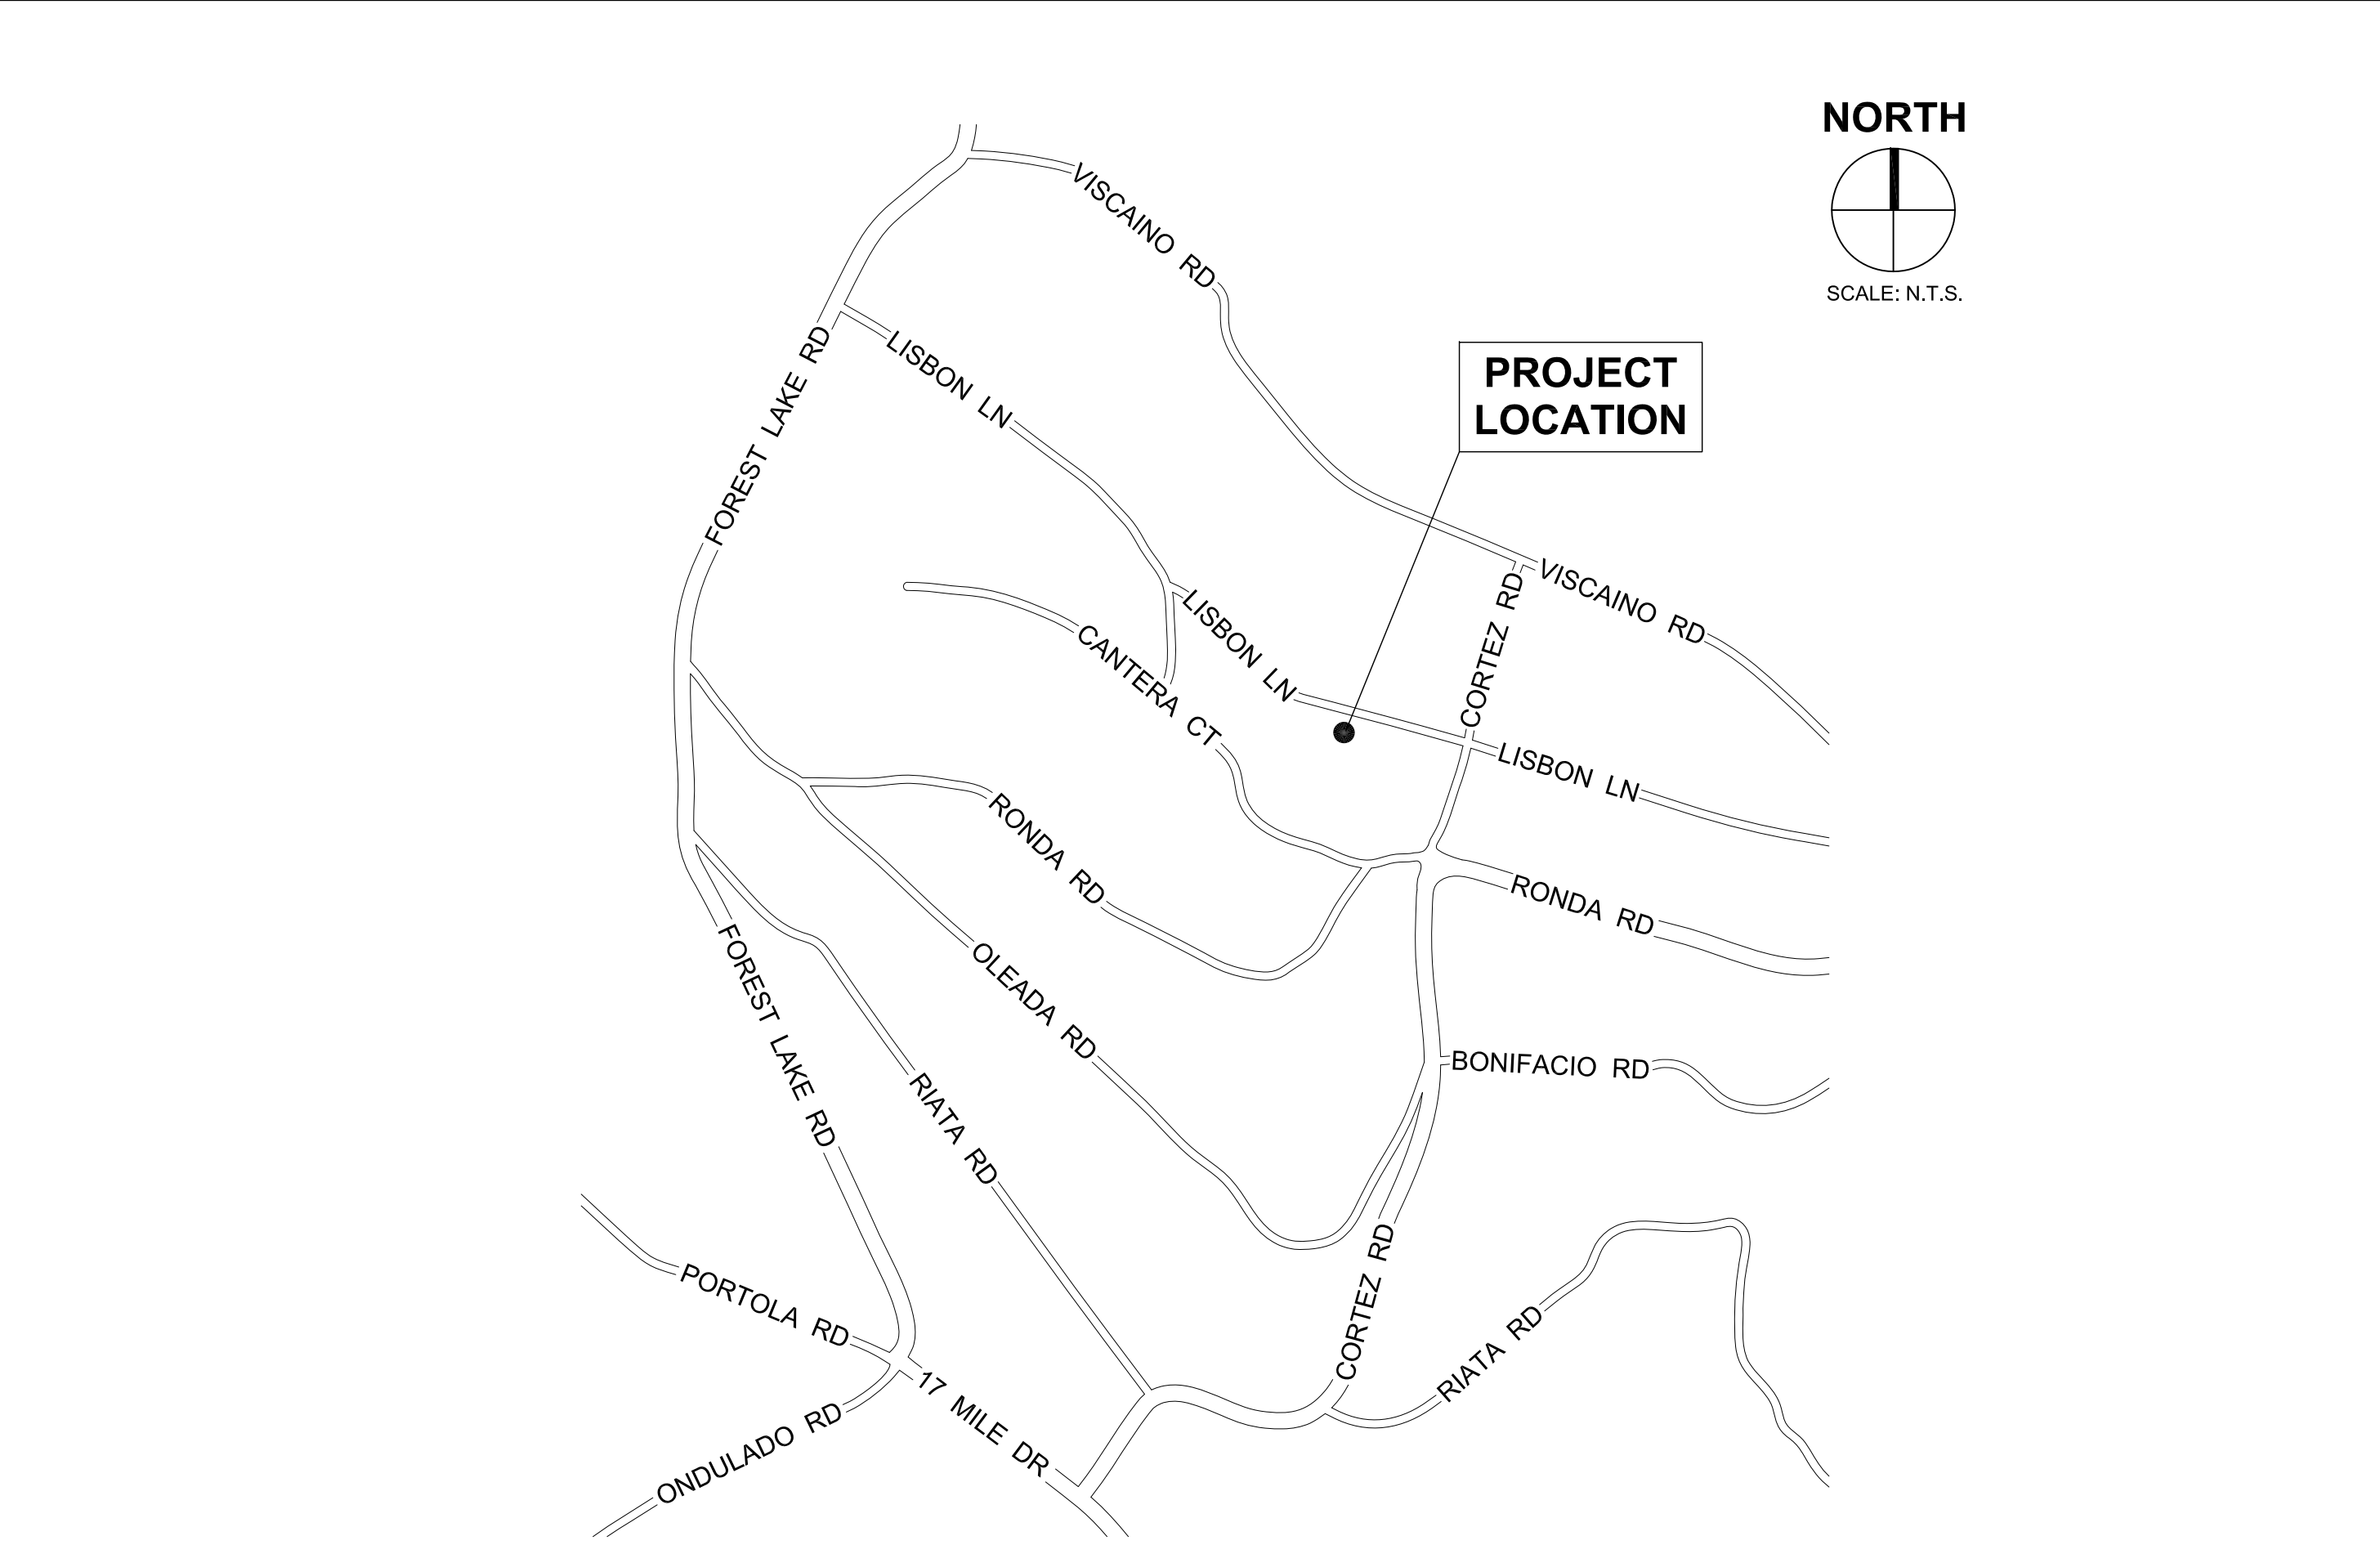 NORTH
SCALE: N.T.S.
VISCAINO RD
LISBON LN
FOREST LAKE RD
PROJECT
LOCATION
VISCAINO RD
CORTEZ RD
LISBON LN
CANTERA CT
LISBON LN
RONDA RD
RONDA RD
OLEADA RD
FOREST LAKE RD
BONIFACIO RD
RIATA RD
PORTOLA RD
CORTEZ RD
RIATA RD
17 MILE DR
ONDULADO RD